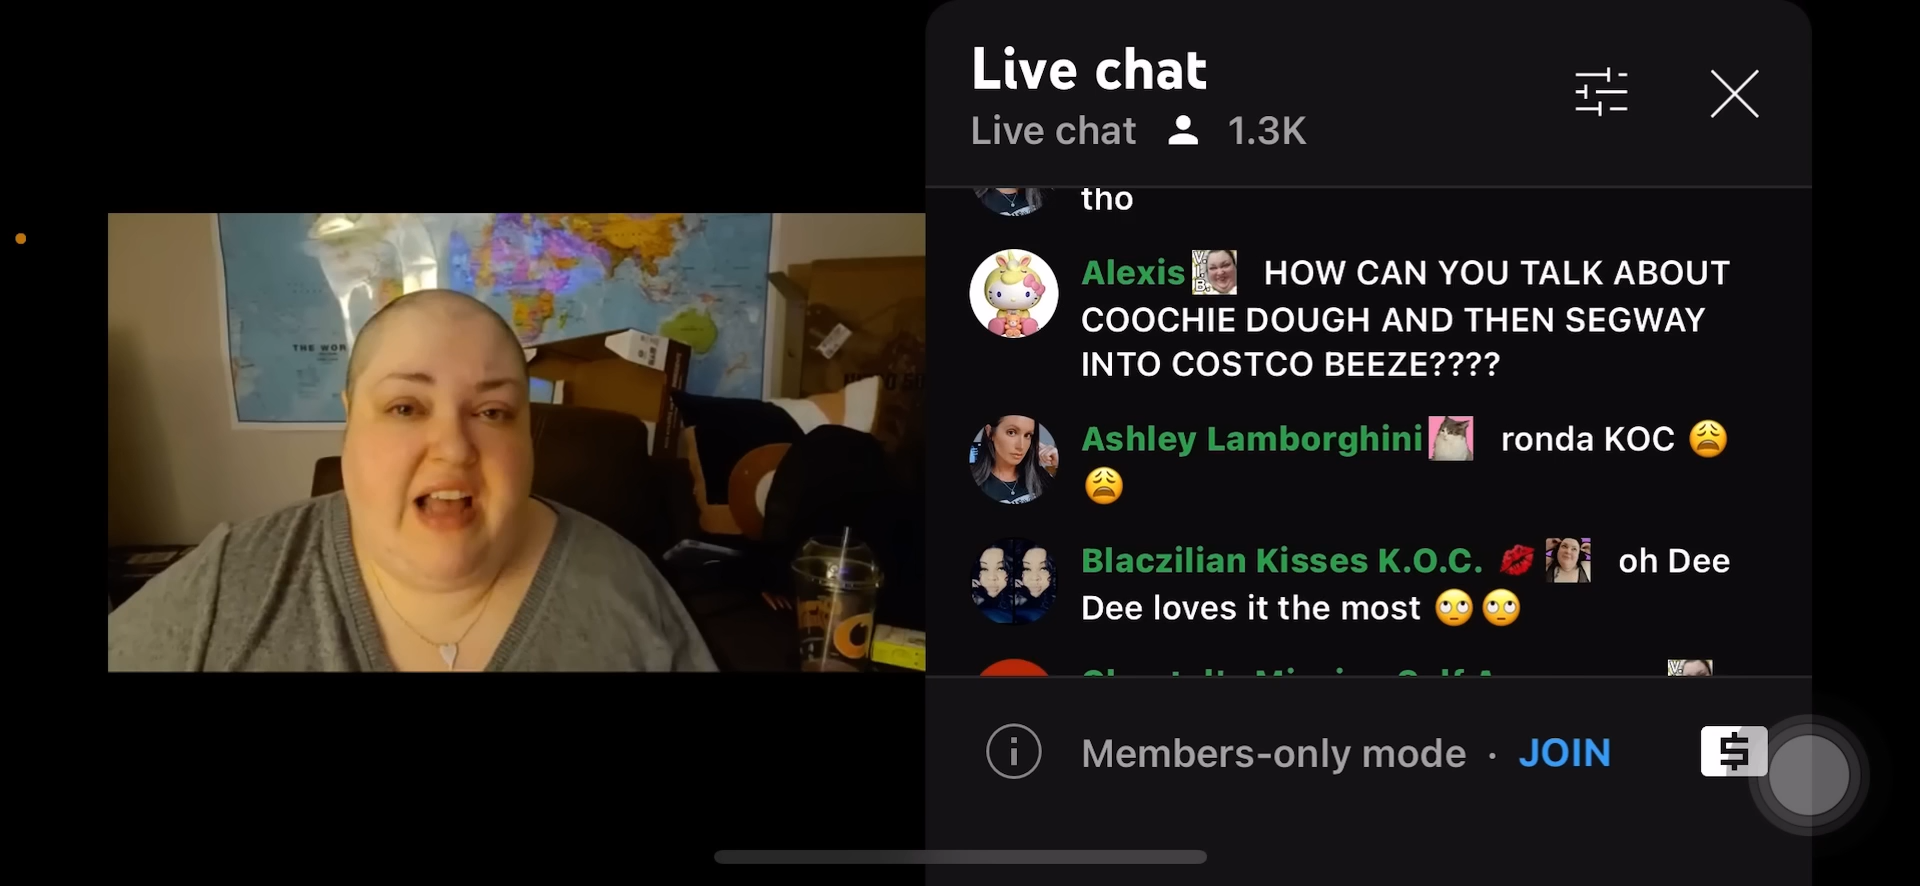 Live chat
Live chat 1.3K
tho
Alexis HOW CAN YOU TALK ABOUT
COOCHIE DOUGH AND THEN SEGWAY
INTO COSTCO BEEZE????
Ashley Lamborghini ronda KOC 😩
😩
Blaczilian Kisses K.O.C. 💋 oh Dee
Dee loves it the most 🙄🙄
Members-only mode · JOIN
THE WOR